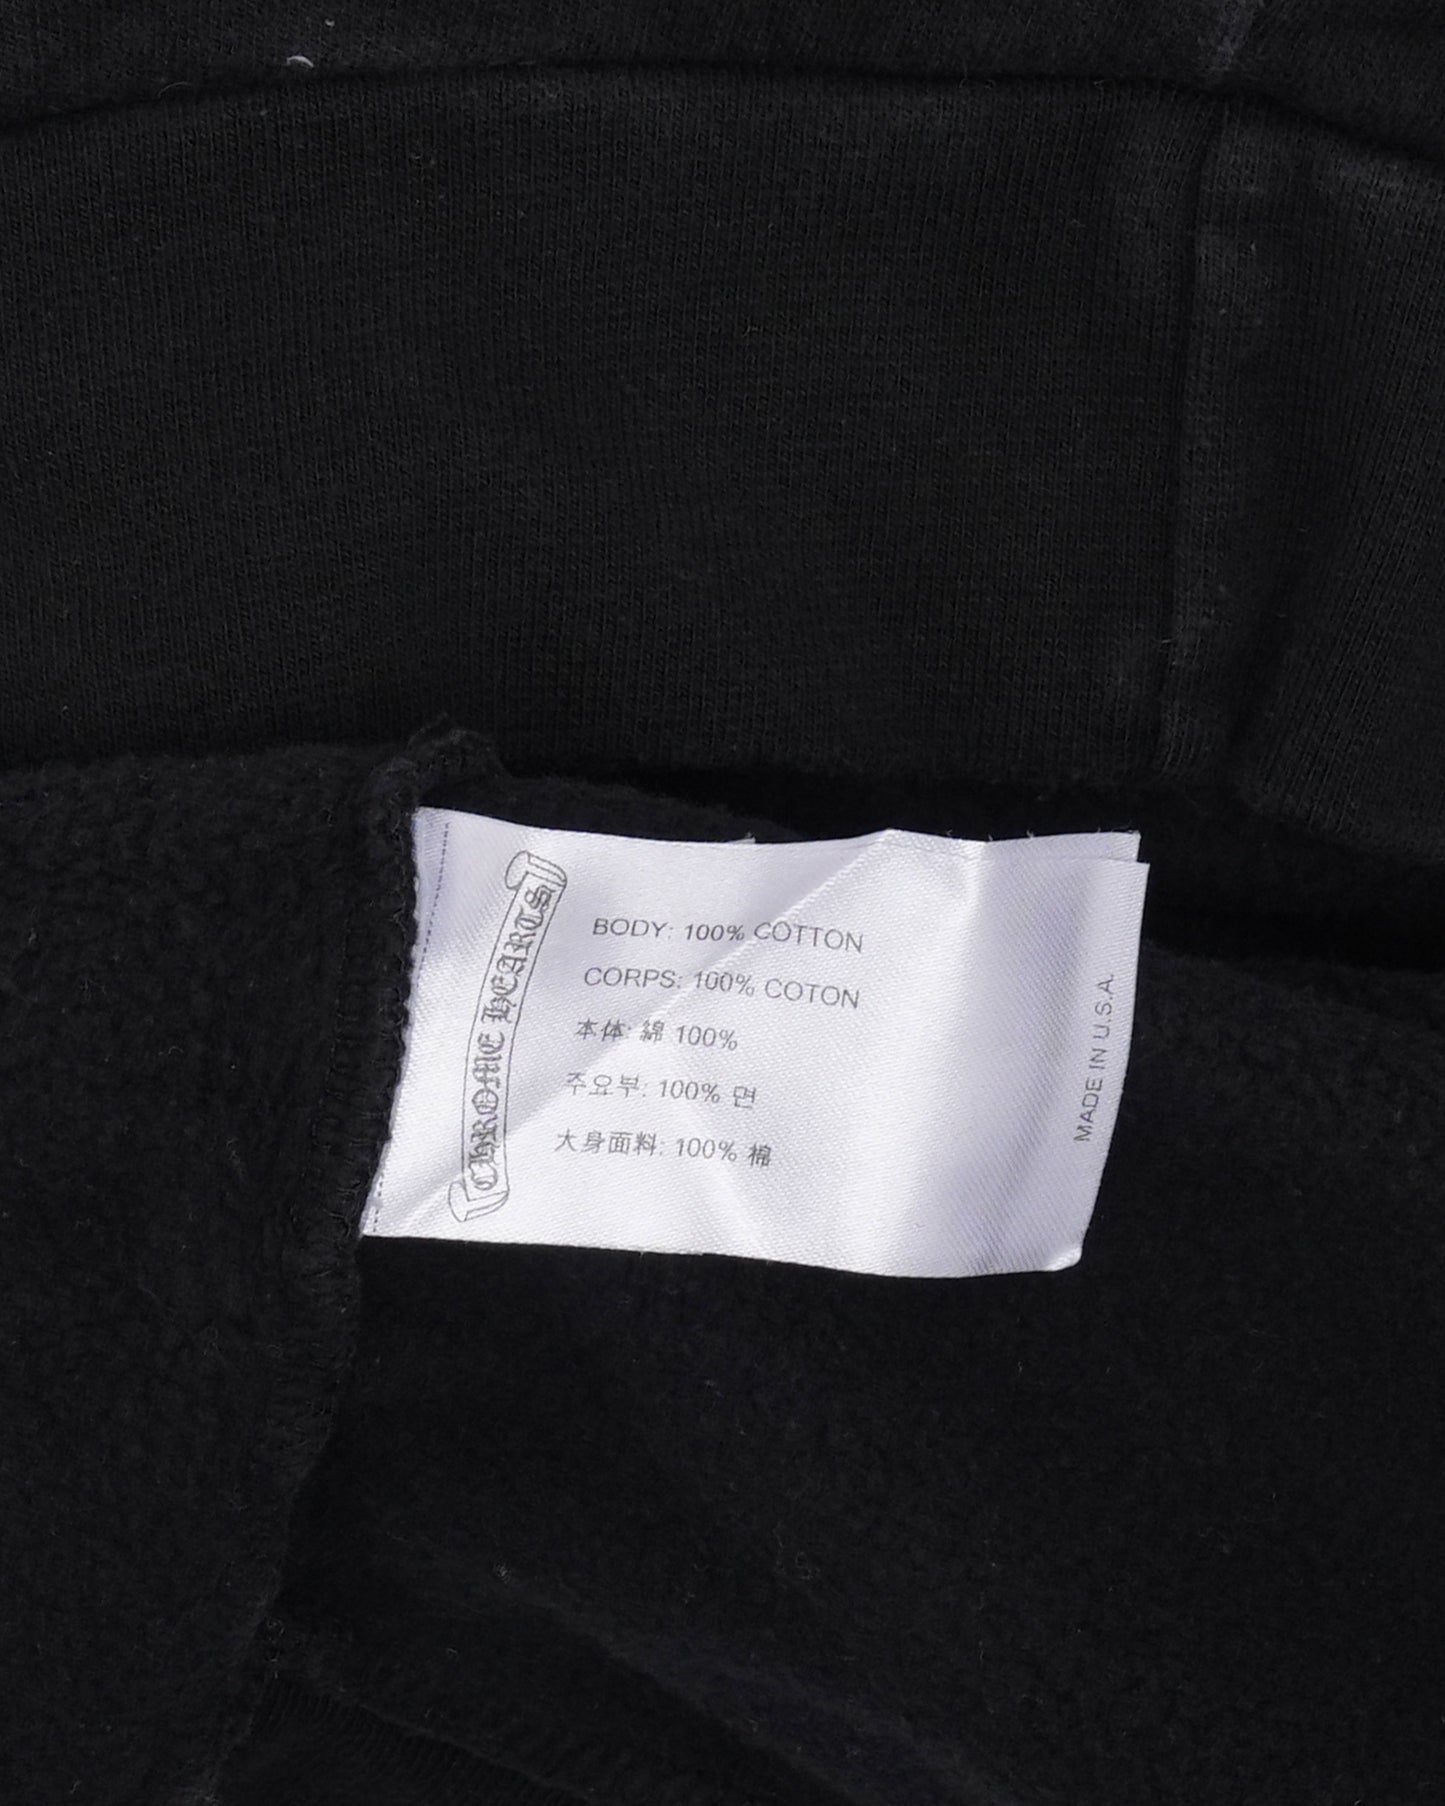 CHROME HEARTS
BODY: 100% COTTON
CORPS: 100% COTON
本体: 綿 100%
주요부: 100% 면
大身面料: 100% 棉
MADE IN U.S.A.